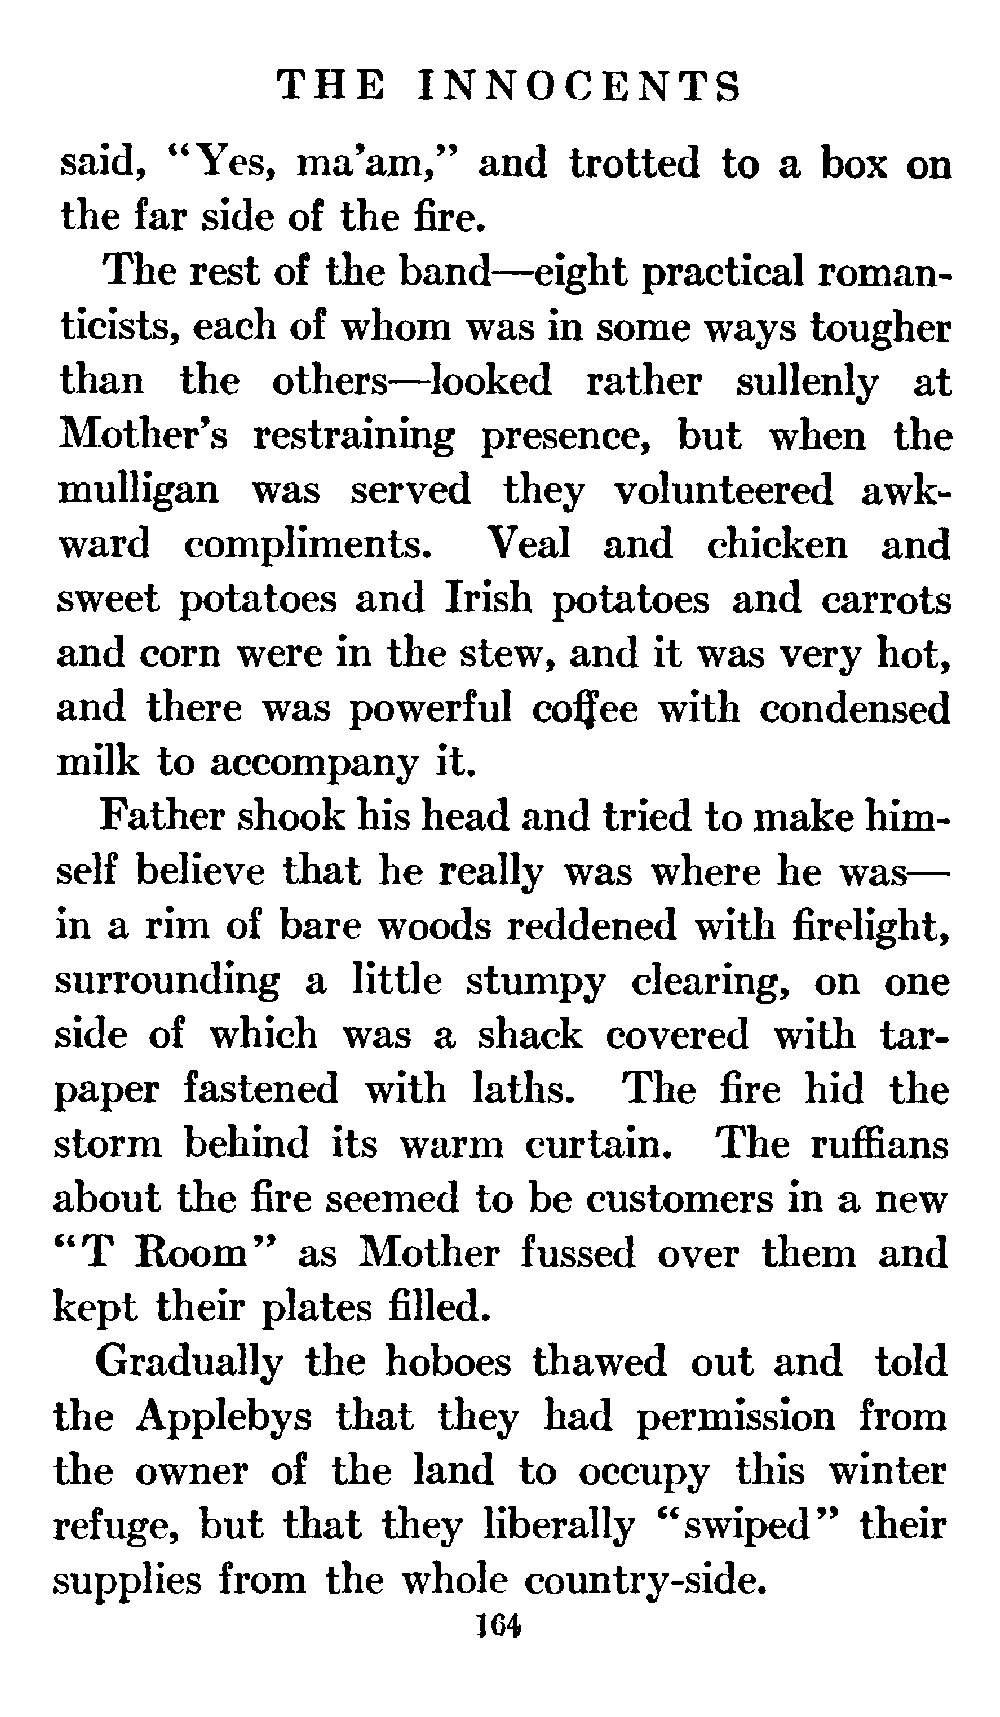 THE INNOCENTS
said, "Yes, ma'am," and trotted to a box on
the far side of the fire.
The rest of the band—eight practical roman-
ticists, each of whom was in some ways tougher
than the others—looked rather sullenly at
Mother's restraining presence, but when the
mulligan was served they volunteered awk-
ward compliments. Veal and chicken and
sweet potatoes and Irish potatoes and carrots
and corn were in the stew, and it was very hot,
and there was powerful coffee with condensed
milk to accompany it.
Father shook his head and tried to make him-
self believe that he really was where he was—
in a rim of bare woods reddened with firelight,
surrounding a little stumpy clearing, on one
side of which was a shack covered with tar-
paper fastened with laths. The fire hid the
storm behind its warm curtain. The ruffians
about the fire seemed to be customers in a new
"T Room" as Mother fussed over them and
kept their plates filled.
Gradually the hoboes thawed out and told
the Applebys that they had permission from
the owner of the land to occupy this winter
refuge, but that they liberally "swiped" their
supplies from the whole country-side.
164